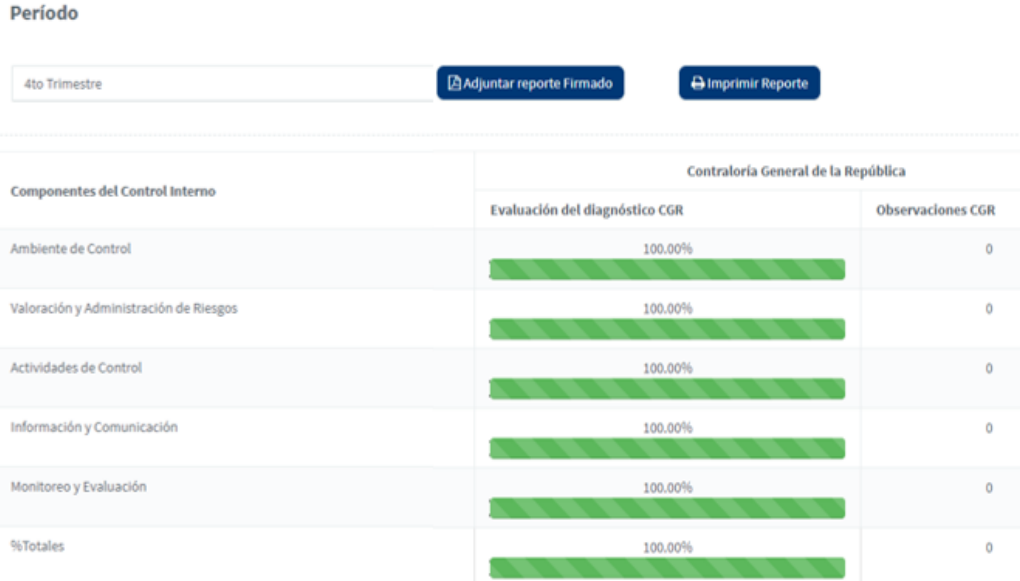 Período
4to Trimestre
Adjuntar reporte Firmado
Imprimir Reporte
Componentes del Control Interno
Contraloría General de la República
Evaluación del diagnóstico CGR
Observaciones CGR
Ambiente de Control
100.00%
0
Valoración y Administración de Riesgos
100.00%
0
Actividades de Control
100.00%
0
Información y Comunicación
100.00%
0
Monitoreo y Evaluación
100.00%
0
%Totales
100.00%
0